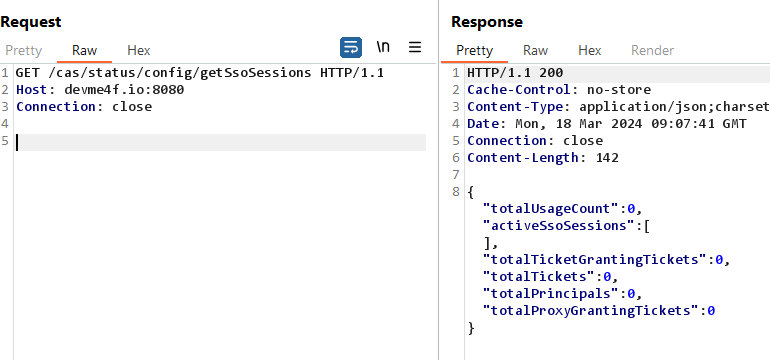 Request
Pretty Raw Hex \n
1 GET /cas/status/config/getSsoSessions HTTP/1.1
2 Host: devme4f.io:8080
3 Connection: close
4
5
Response
Pretty Raw Hex Render
1 HTTP/1.1 200
2 Cache-Control: no-store
3 Content-Type: application/json;charset
4 Date: Mon, 18 Mar 2024 09:07:41 GMT
5 Connection: close
6 Content-Length: 142
7
8 {
"totalUsageCount":0,
"activeSsoSessions":[
],
"totalTicketGrantingTickets":0,
"totalTickets":0,
"totalPrincipals":0,
"totalProxyGrantingTickets":0
}